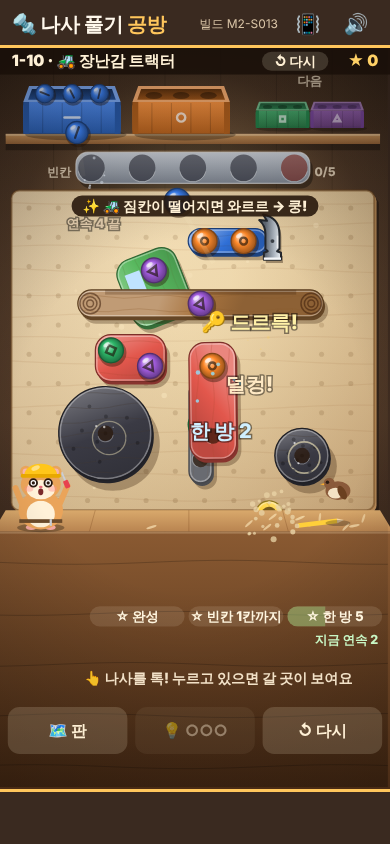 나사 풀기 공방
빌드 M2-S013
1-10 · 장난감 트랙터
다시
★ 0
다음
빈칸
0/5
짐칸이 떨어지면 와르르 → 쿵!
연속 4 끝
드르륵!
덜컹!
한 방 2
☆ 완성
☆ 빈칸 1칸까지
☆ 한 방 5
지금 연속 2
나사를 톡! 누르고 있으면 갈 곳이 보여요
판
다시